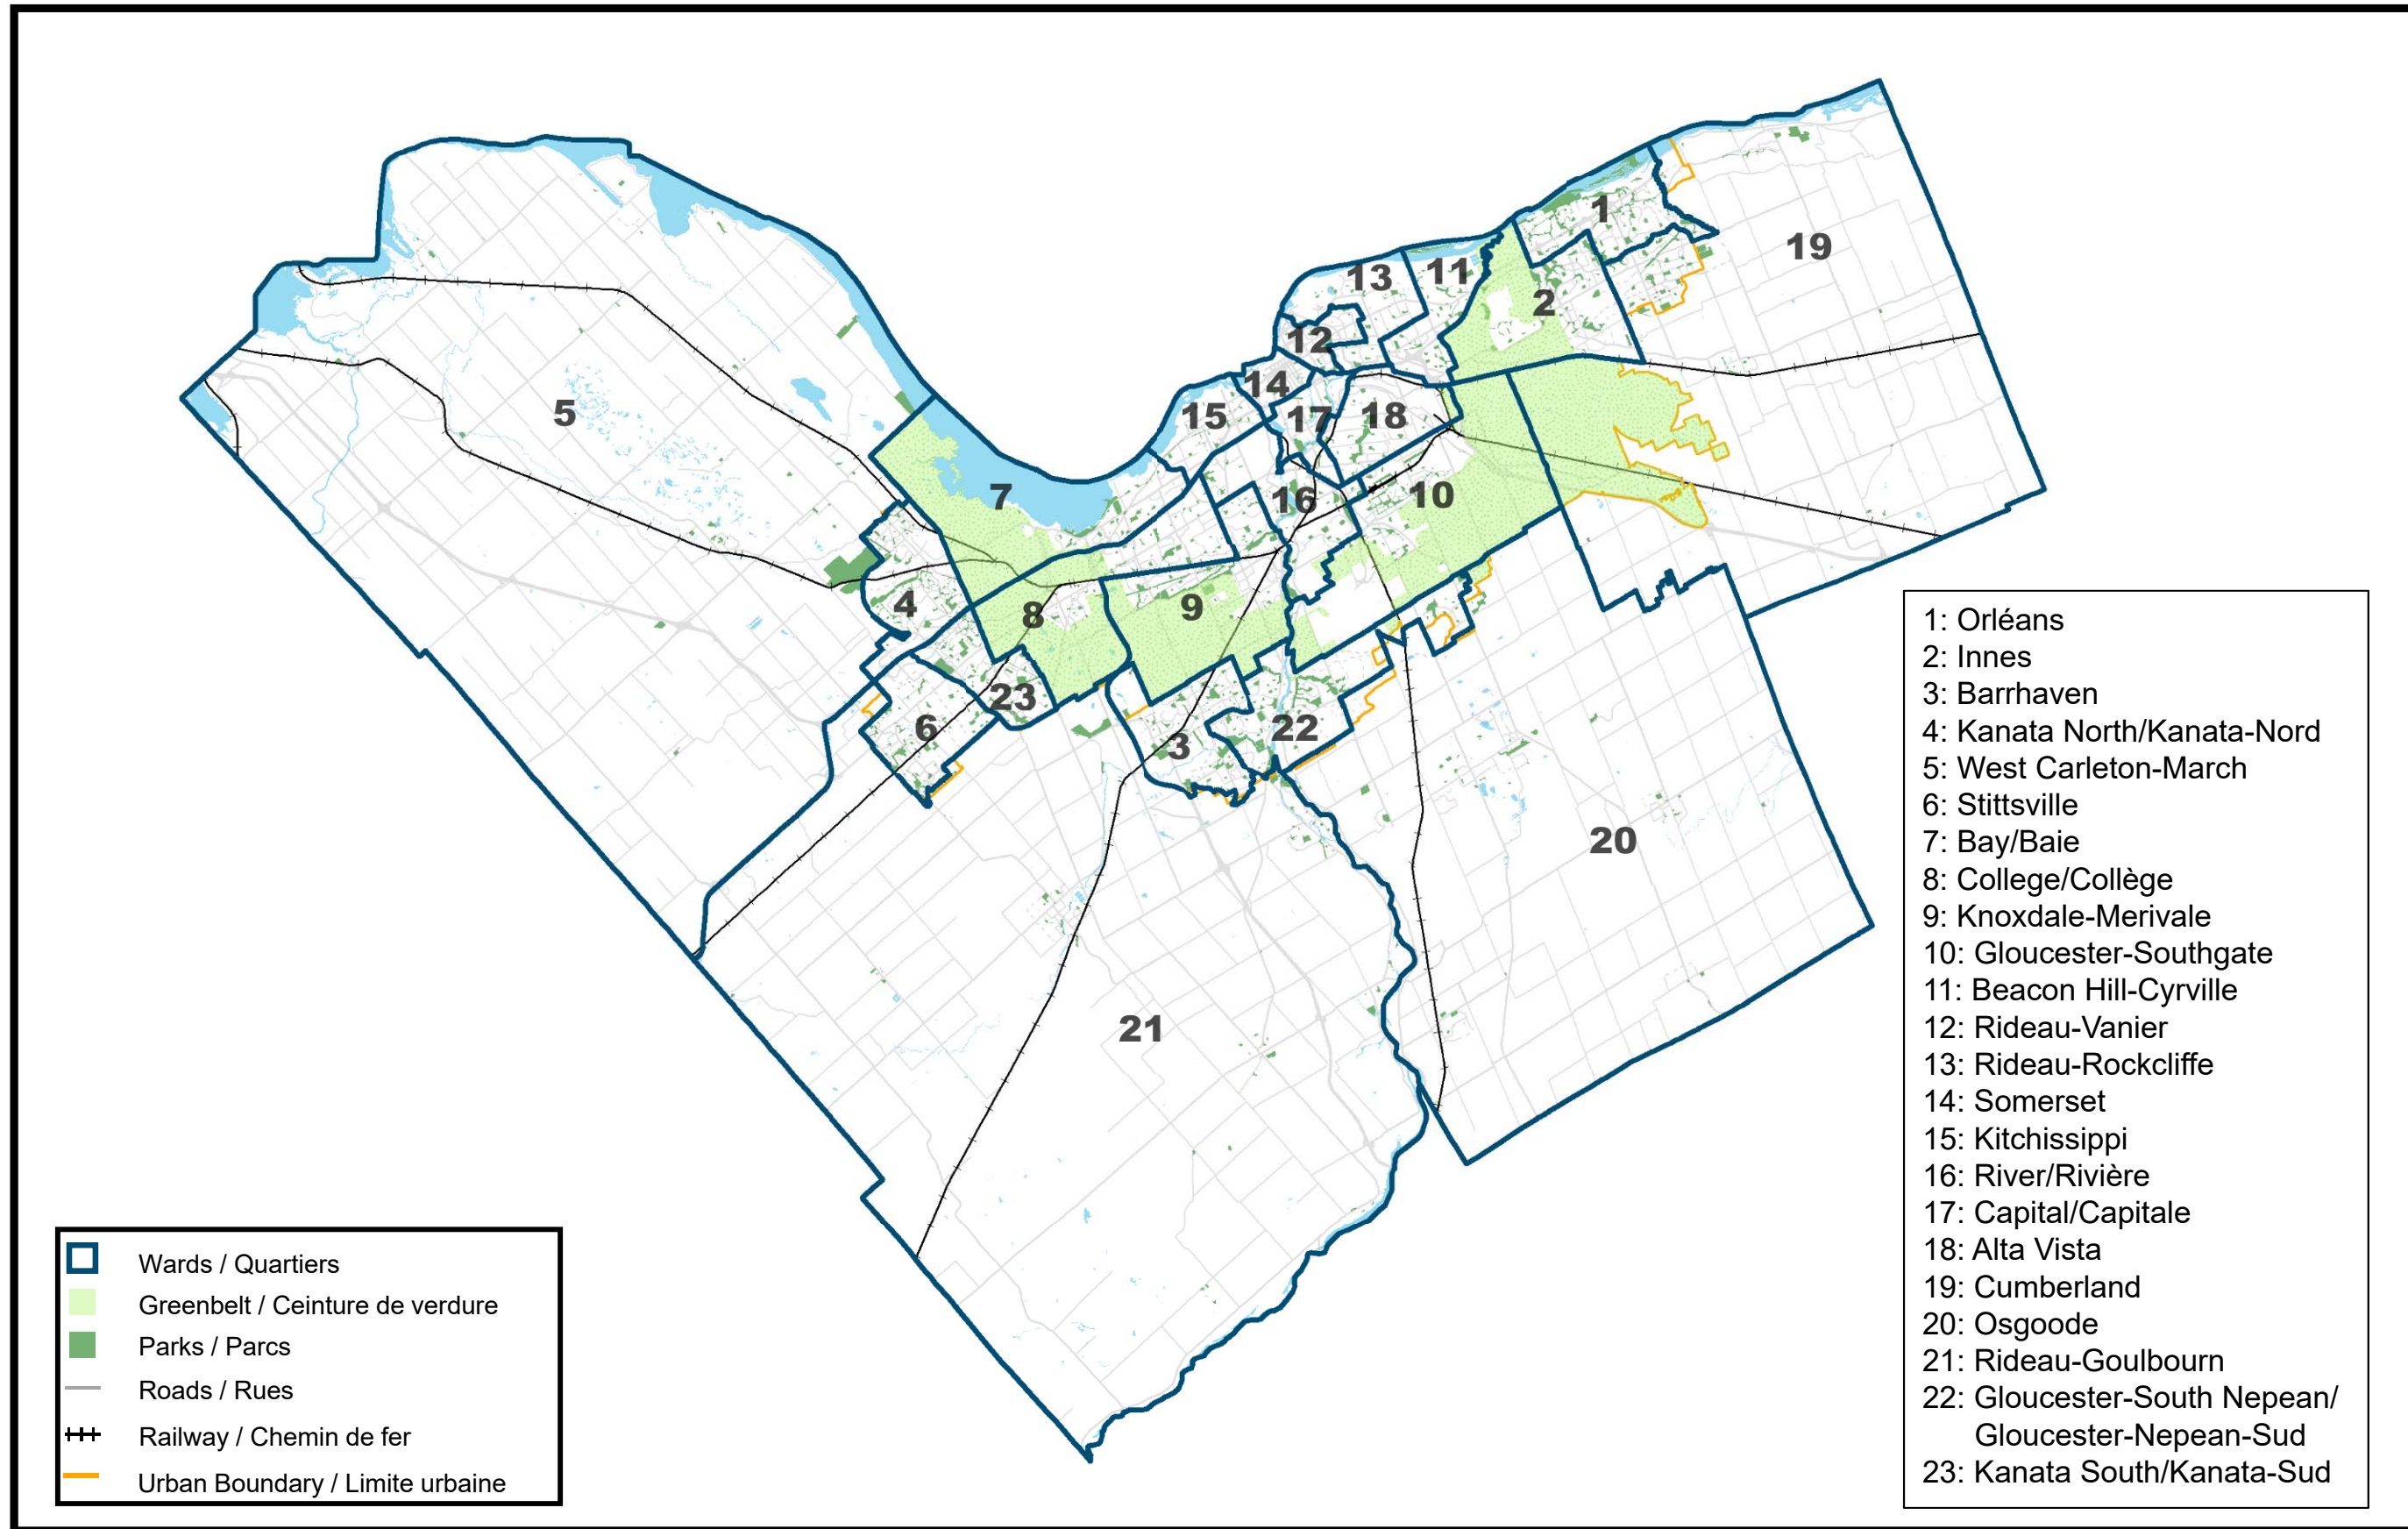 1
19
11
13
2
12
14
5
15
17
18
7
16
10
4
8
9
23
6
22
3
20
21
1: Orléans
2: Innes
3: Barrhaven
4: Kanata North/Kanata-Nord
5: West Carleton-March
6: Stittsville
7: Bay/Baie
8: College/Collège
9: Knoxdale-Merivale
10: Gloucester-Southgate
11: Beacon Hill-Cyrville
12: Rideau-Vanier
13: Rideau-Rockcliffe
14: Somerset
15: Kitchissippi
16: River/Rivière
17: Capital/Capitale
18: Alta Vista
19: Cumberland
20: Osgoode
21: Rideau-Goulbourn
22: Gloucester-South Nepean/
Gloucester-Nepean-Sud
23: Kanata South/Kanata-Sud
Wards / Quartiers
Greenbelt / Ceinture de verdure
Parks / Parcs
Roads / Rues
Railway / Chemin de fer
Urban Boundary / Limite urbaine